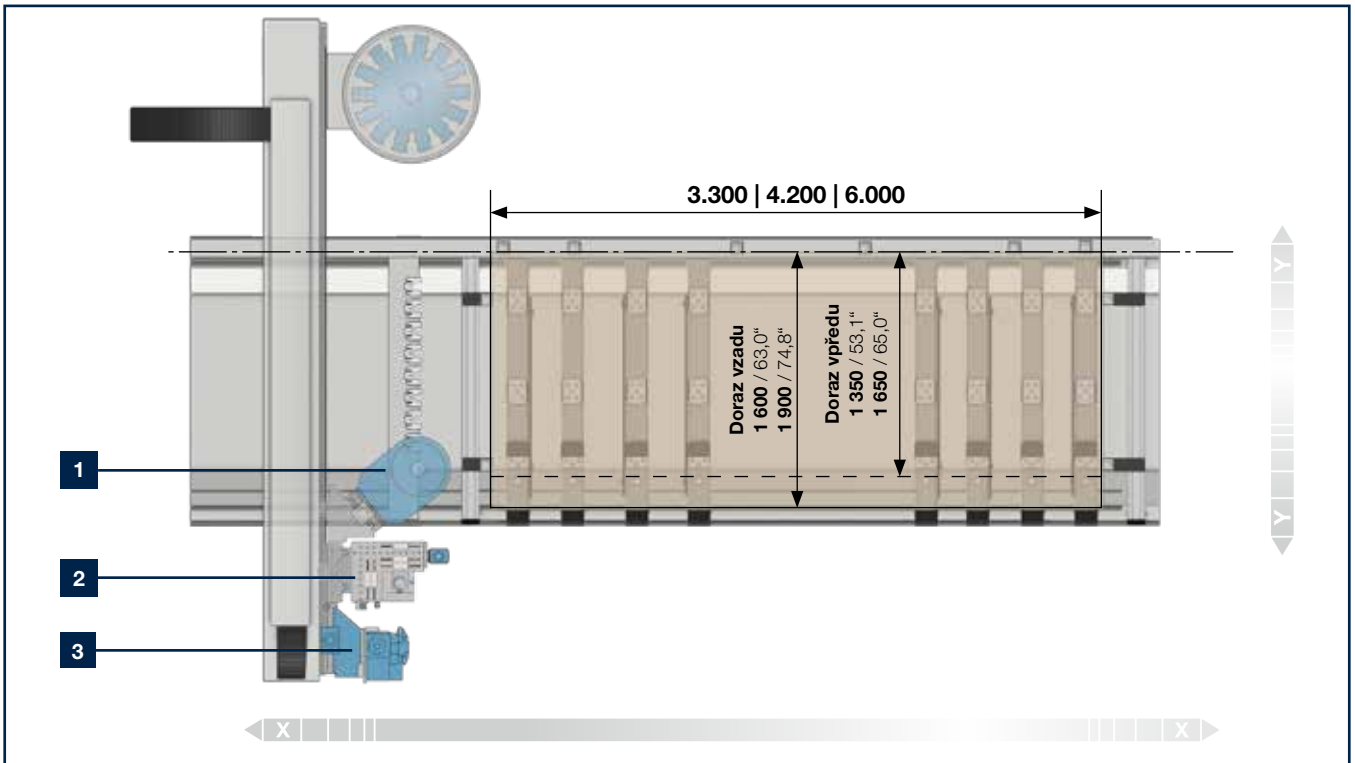 3.300 | 4.200 | 6.000
Doraz vzadu
1 600 / 63,0“
1 900 / 74,8“
Doraz vpředu
1 350 / 53,1“
1 650 / 65,0“
Y
Y
1
2
3
X
X